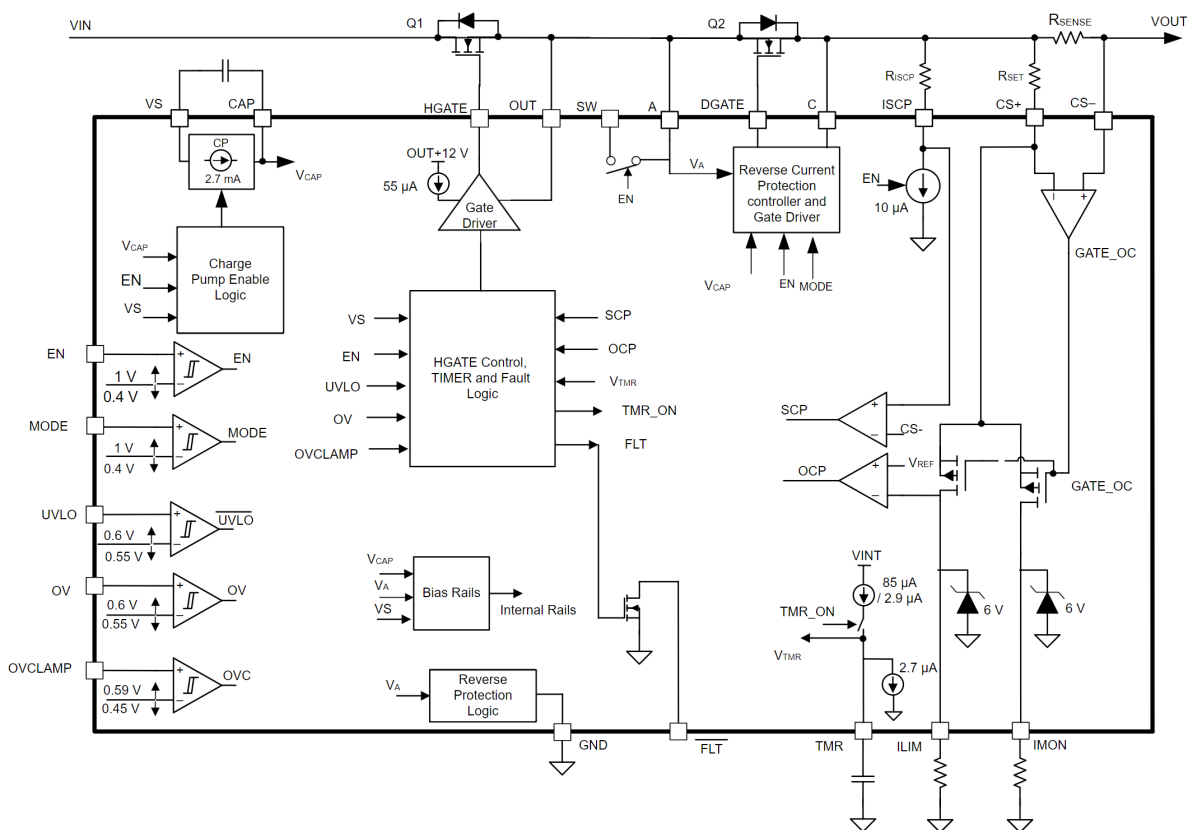 VIN
Q1
Q2
RSENSE
VOUT
RISCP
RSET
VS
CAP
HGATE
OUT
SW
A
DGATE
C
ISCP
CS+
CS–
CP
2.7 mA
VCAP
OUT+12 V
55 µA
Gate
Driver
EN
VA
Reverse Current
Protection
controller and
Gate Driver
EN
10 µA
– +
GATE_OC
VCAP
EN
MODE
VCAP
EN
VS
Charge
Pump Enable
Logic
VS
EN
UVLO
OV
OVCLAMP
HGATE Control,
TIMER and Fault
Logic
SCP
OCP
VTMR
TMR_ON
FLT
EN
+
–
1 V
0.4 V
EN
MODE
+
–
1 V
0.4 V
MODE
SCP
+
–
CS-
OCP
+
–
VREF
GATE_OC
UVLO
+
–
0.6 V
0.55 V
UVLO
OV
+
–
0.6 V
0.55 V
OV
OVCLAMP
+
–
0.59 V
0.45 V
OVC
VCAP
VA
VS
Bias Rails
Internal Rails
VA
Reverse
Protection
Logic
VINT
85 µA
/ 2.9 µA
TMR_ON
VTMR
2.7 µA
6 V
6 V
GND
FLT
TMR
ILIM
IMON